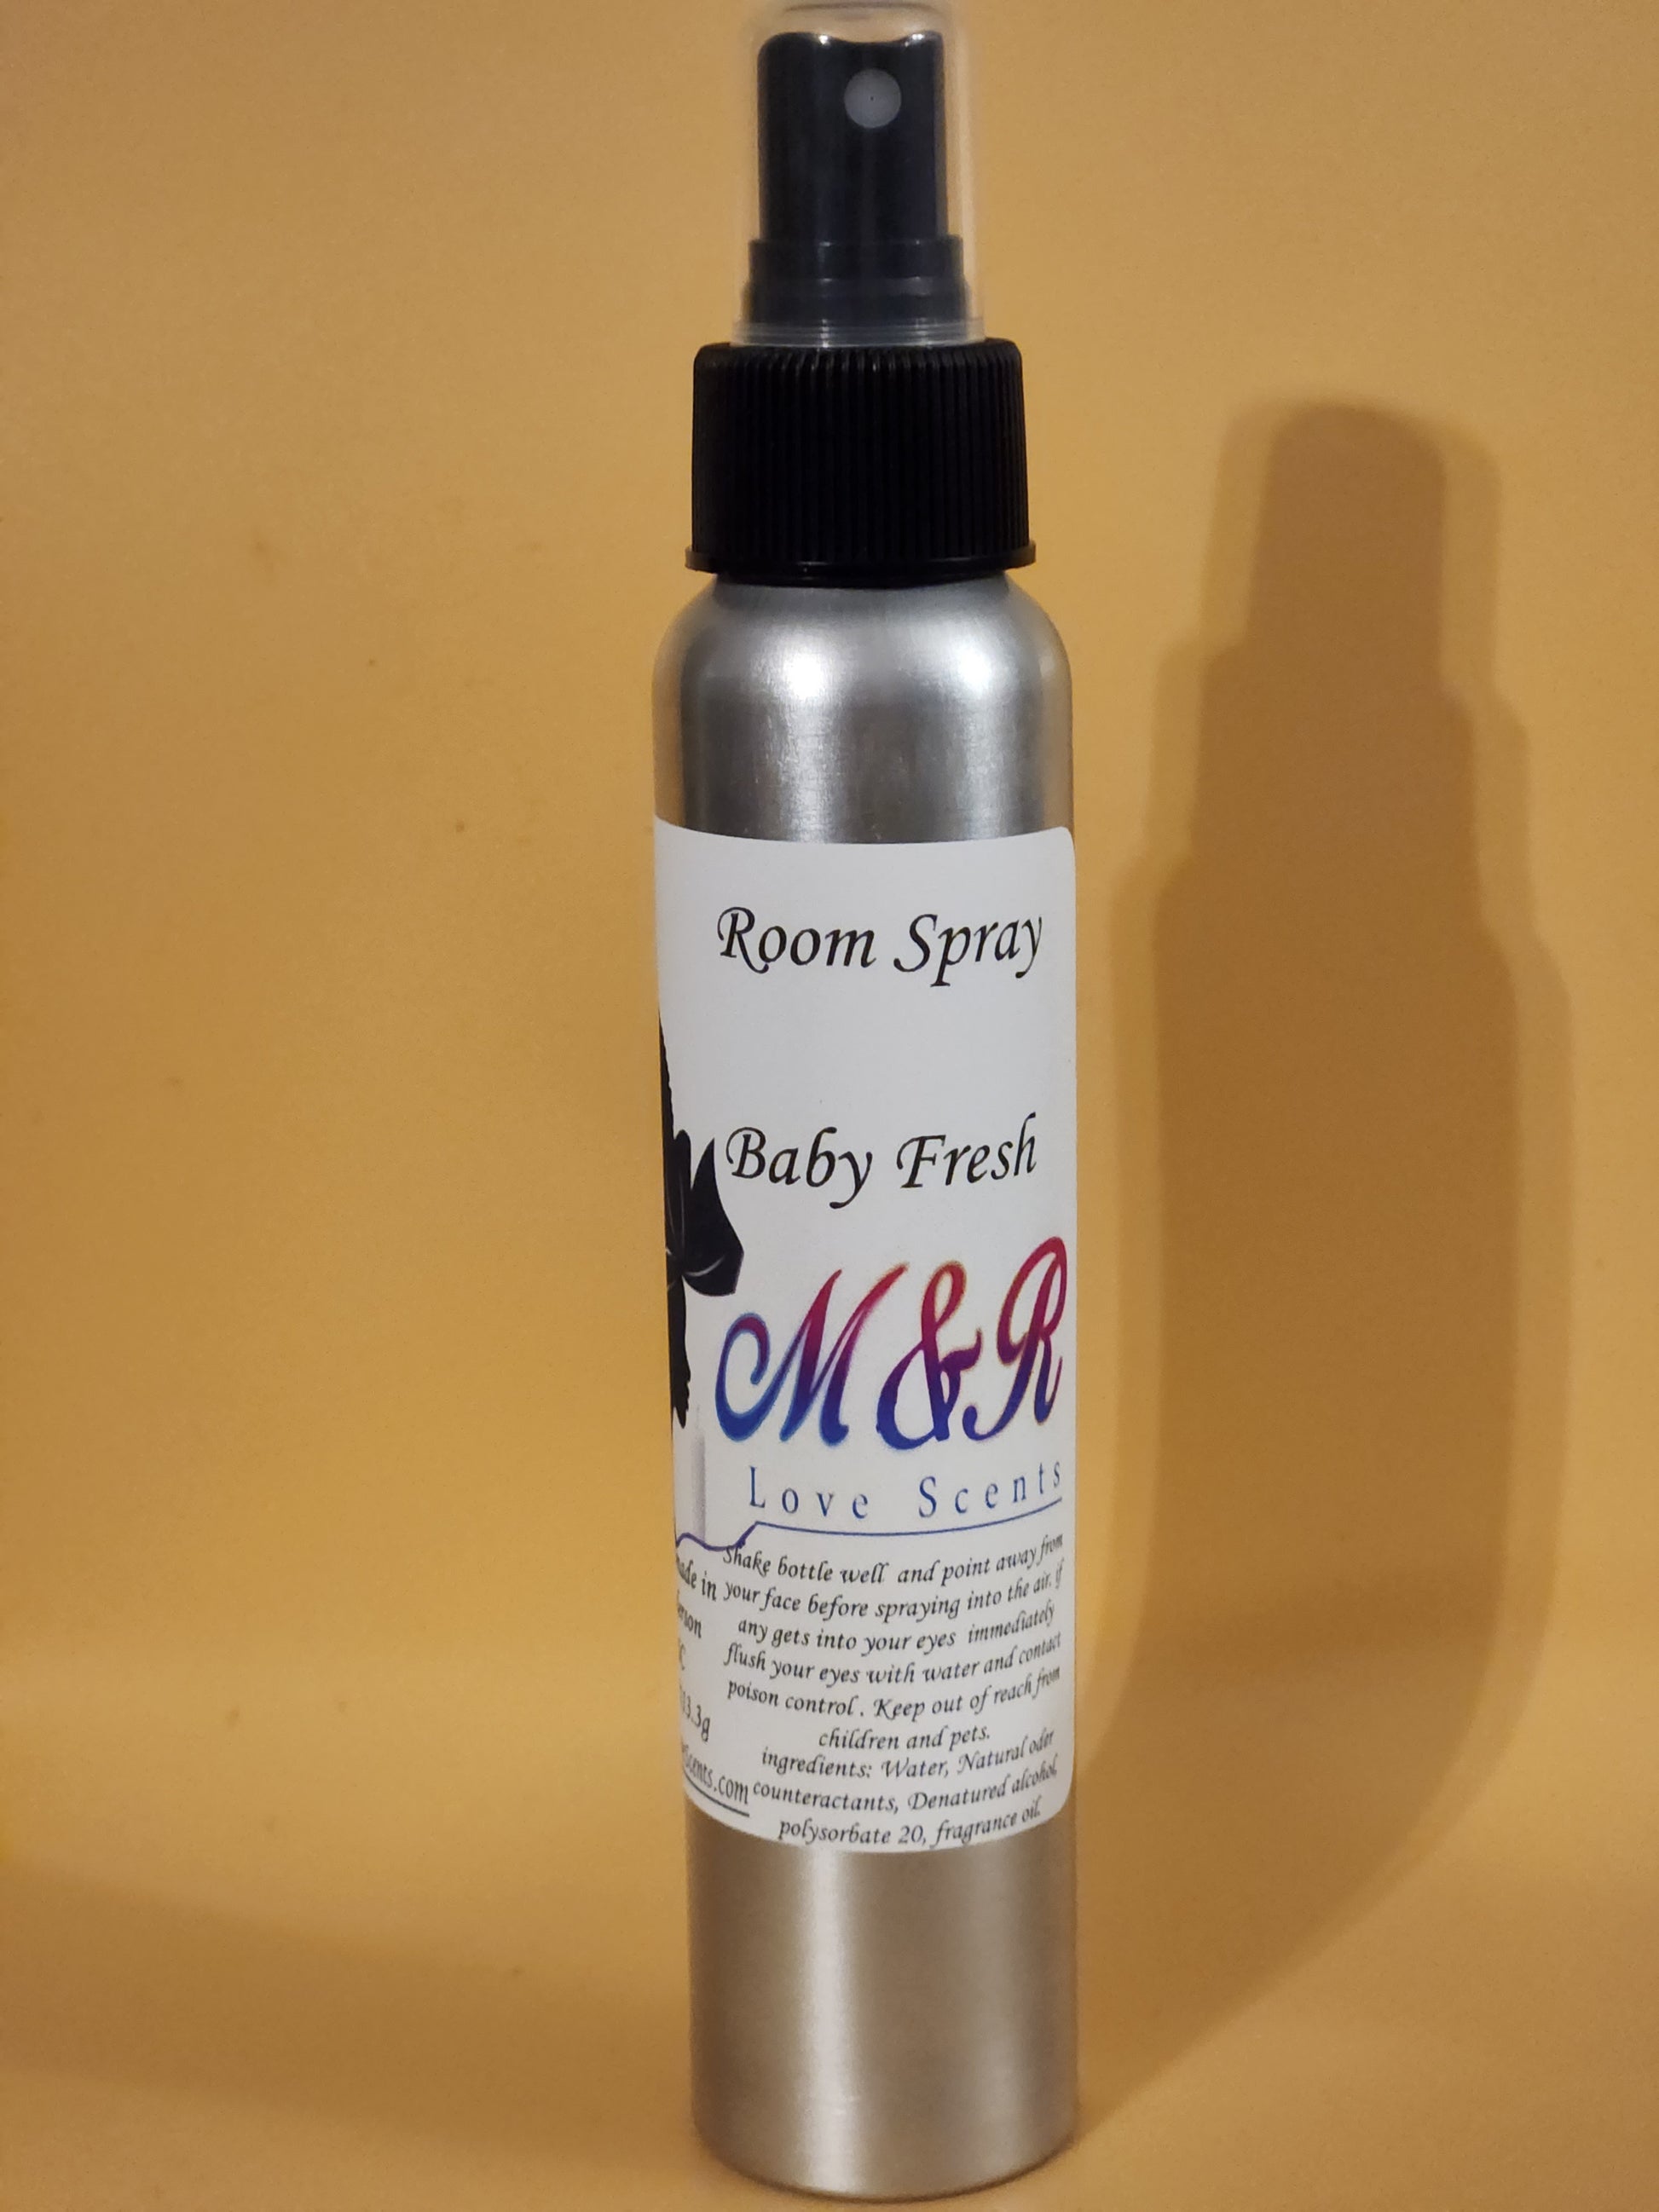 Room Spray
Baby Fresh
M&R
Love Scents
Shake bottle well and point away from
your face before spraying into the air. if
any gets into your eyes immediately
flush your eyes with water and contact
poison control. Keep out of reach from
children and pets.
ingredients: Water, Natural oder
counteractants, Denatured alcohol,
polysorbate 20, fragrance oil.
in